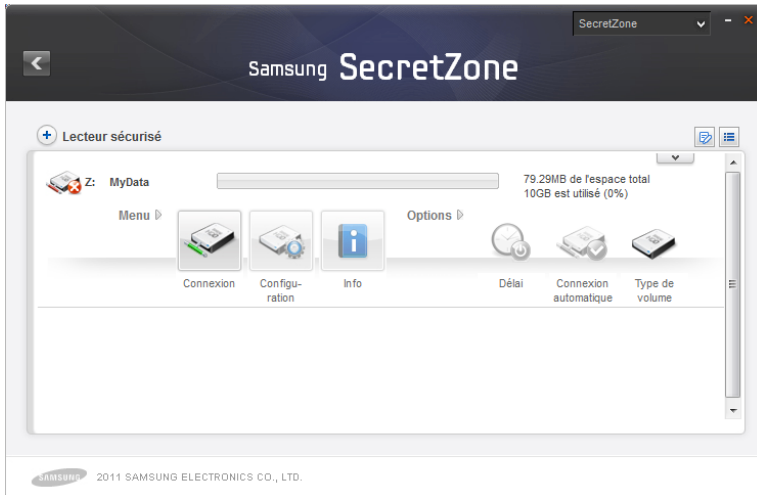 SecretZone
Samsung SecretZone
Lecteur sécurisé
Z: MyData
79.29MB de l'espace total
10GB est utilisé (0%)
Menu
Options
Connexion
Configu-
ration
Info
Délai
Connexion
automatique
Type de
volume
SAMSUNG 2011 SAMSUNG ELECTRONICS CO., LTD.